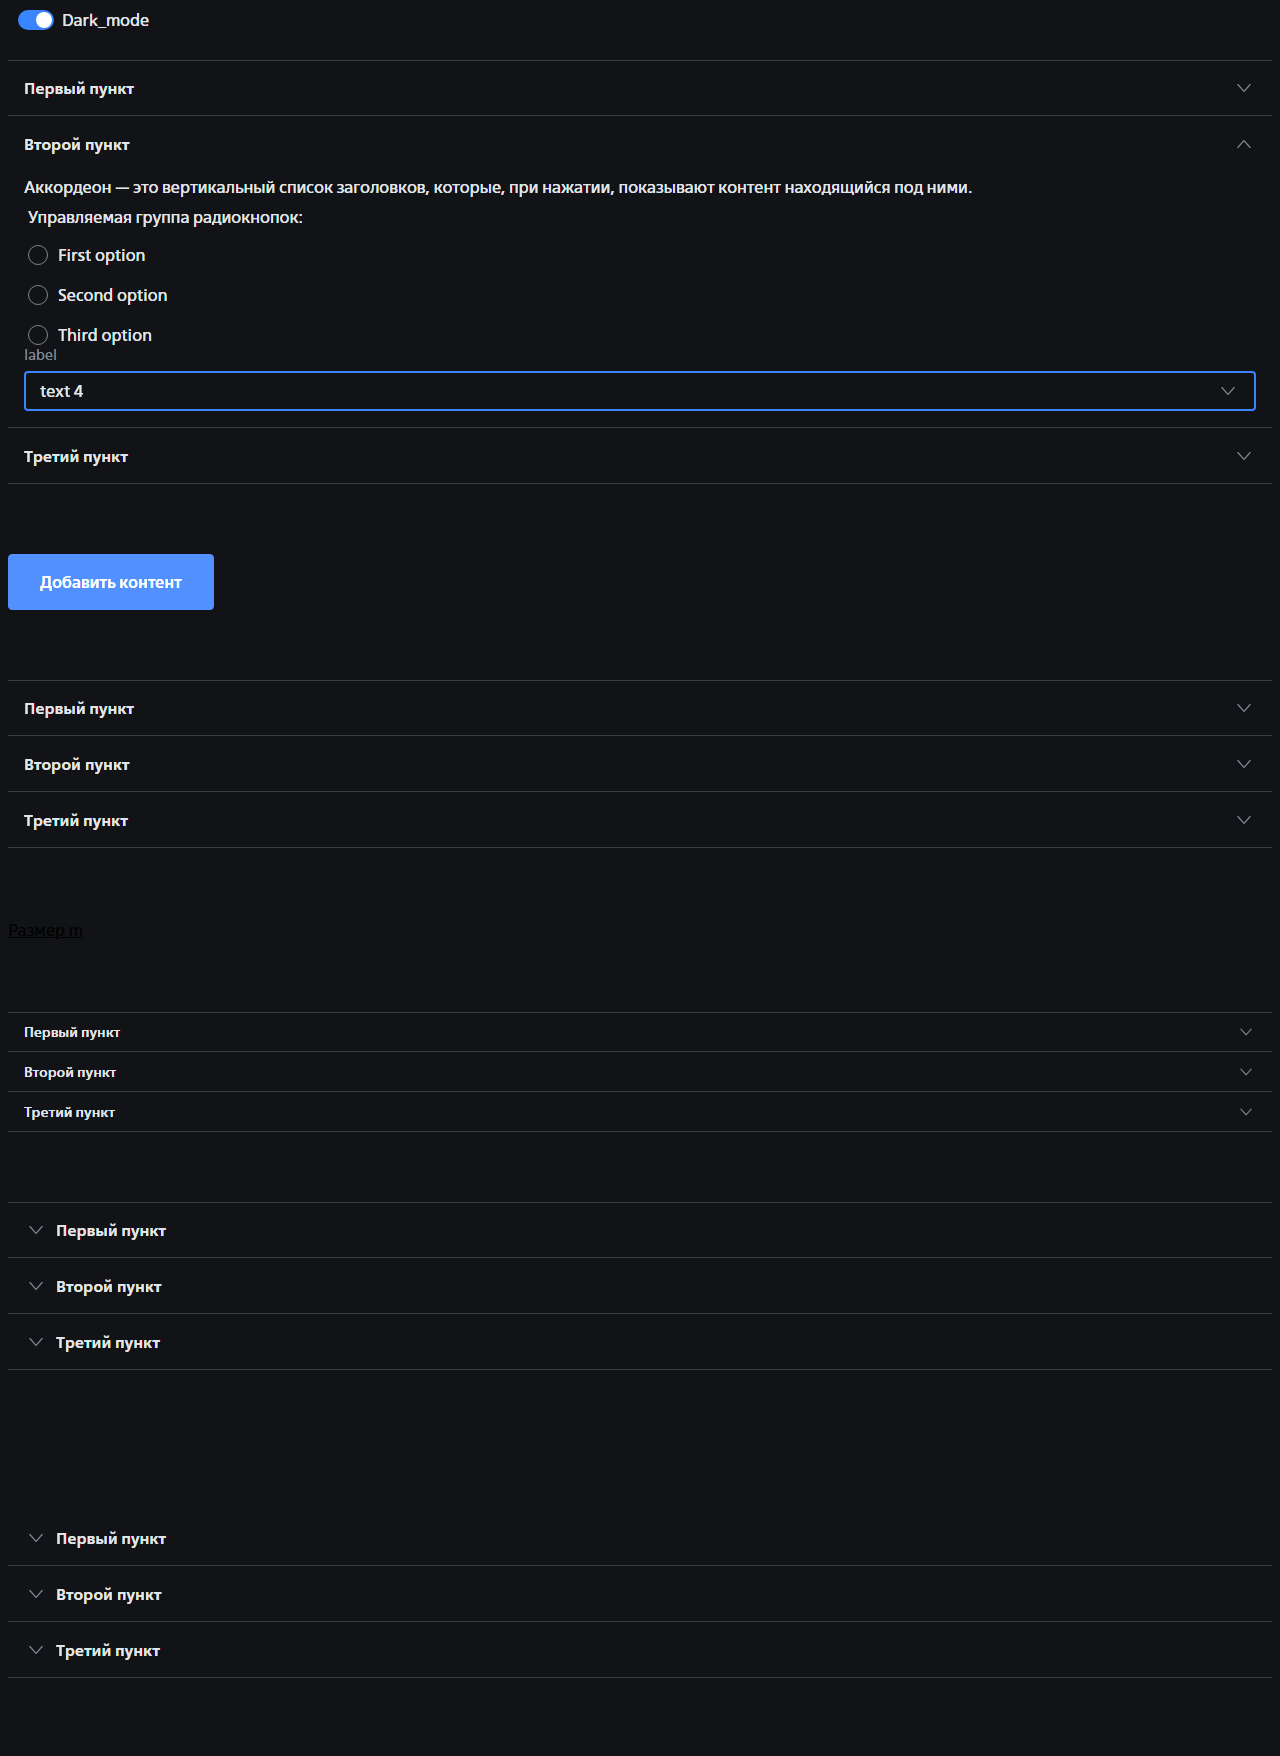 Dark_mode
Первый пункт
Второй пункт
Аккордеон — это вертикальный список заголовков, которые, при нажатии, показывают контент находящийся под ними.
Управляемая группа радиокнопок:
First option
Second option
Third option
label
text 4
Третий пункт
Добавить контент
Первый пункт
Второй пункт
Третий пункт
Размер m
Первый пункт
Второй пункт
Третий пункт
Первый пункт
Второй пункт
Третий пункт
Первый пункт
Второй пункт
Третий пункт